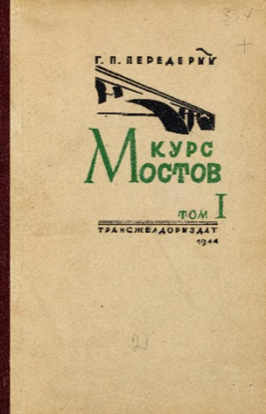 Г. П. ПЕРЕДЕРИЙ
КУРС
МОСТОВ
ТОМ I
ТРАНСЖЕЛДОРИЗДАТ
1944